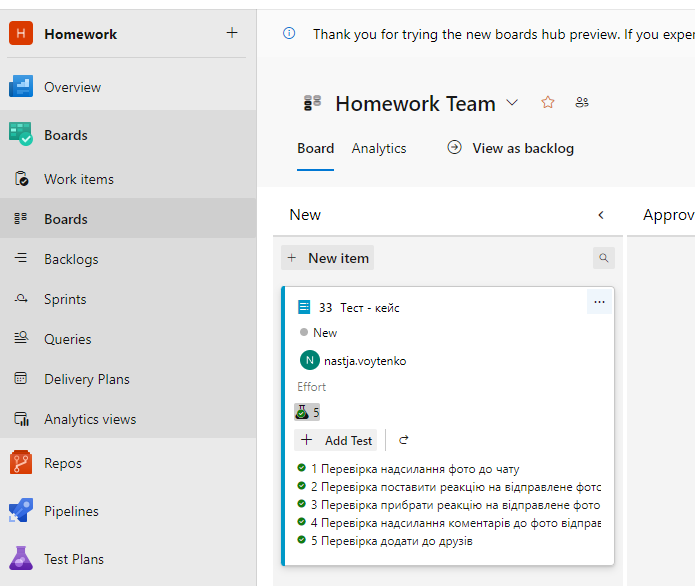 H Homework +
Thank you for trying the new boards hub preview. If you exper
Overview
Boards
Work items
Boards
Backlogs
Sprints
Queries
Delivery Plans
Analytics views
Repos
Pipelines
Test Plans
Homework Team
Board Analytics View as backlog
New
Approv
+ New item
33 Тест - кейс
New
N nastja.voytenko
Effort
5
+ Add Test
1 Перевірка надсилання фото до чату
2 Перевірка поставити реакцію на відправлене фото
3 Перевірка прибрати реакцію на відправлене фото
4 Перевірка надсилання коментарів до фото відправ
5 Перевірка додати до друзів